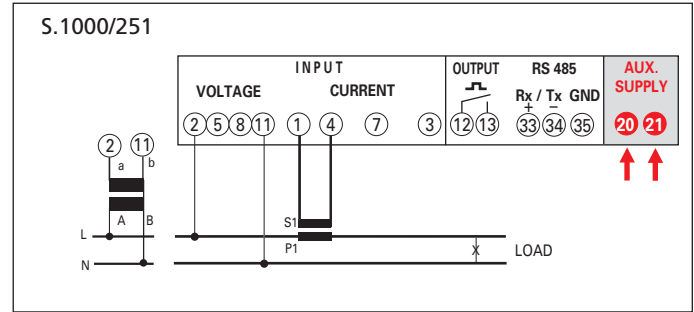 S.1000/251
INPUT
OUTPUT
RS 485
AUX.
SUPPLY
VOLTAGE
CURRENT
Rx / Tx GND
+ −
2 5 8 11 1 4 7 3 12 13 33 34 35 20 21
2 11
a b
A B
S1
L
P1
X LOAD
N